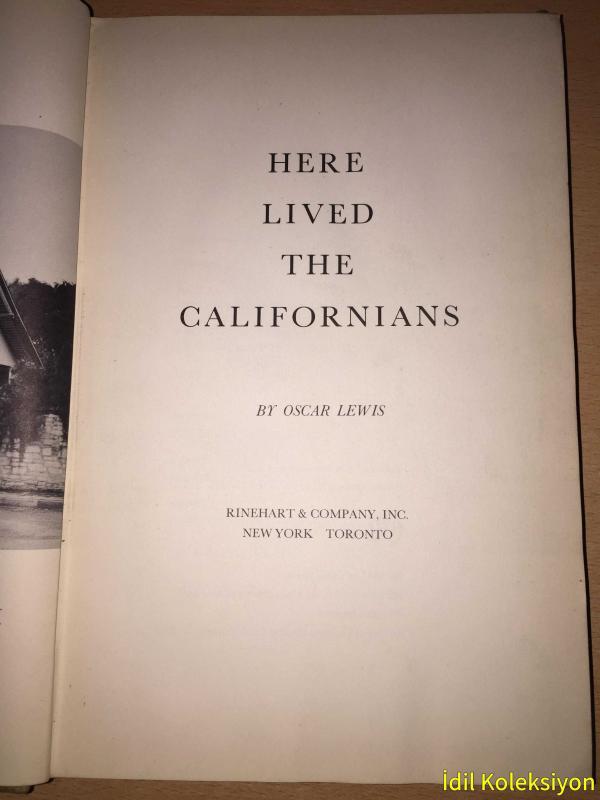 HERE
LIVED
THE
CALIFORNIANS
BY OSCAR LEWIS
RINEHART & COMPANY, INC.
NEW YORK TORONTO
İdil Koleksiyon